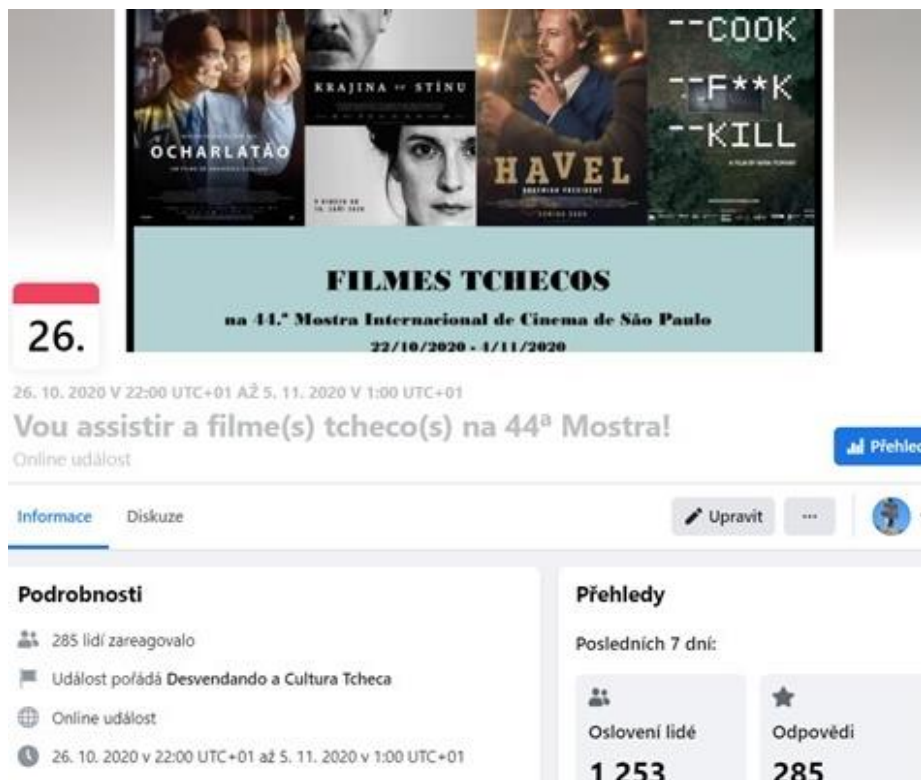 OCHARLATÃO
KRAJINA VE STÍNU
HAVEL
BOHEMIAN PRESIDENT
--COOK
--F**K
--KILL
FILMES TCHECOS
na 44.ª Mostra Internacional de Cinema de São Paulo
22/10/2020 - 4/11/2020
26.
26. 10. 2020 V 22:00 UTC+01 AŽ 5. 11. 2020 V 1:00 UTC+01
Vou assistir a filme(s) tcheco(s) na 44ª Mostra!
Online událost
Přehled
Informace
Diskuze
Upravit
Podrobnosti
285 lidí zareagovalo
Událost pořádá Desvendando a Cultura Tcheca
Online událost
26. 10. 2020 v 22:00 UTC+01 až 5. 11. 2020 v 1:00 UTC+01
Přehledy
Posledních 7 dní:
Oslovení lidé
1 253
Odpovědi
285